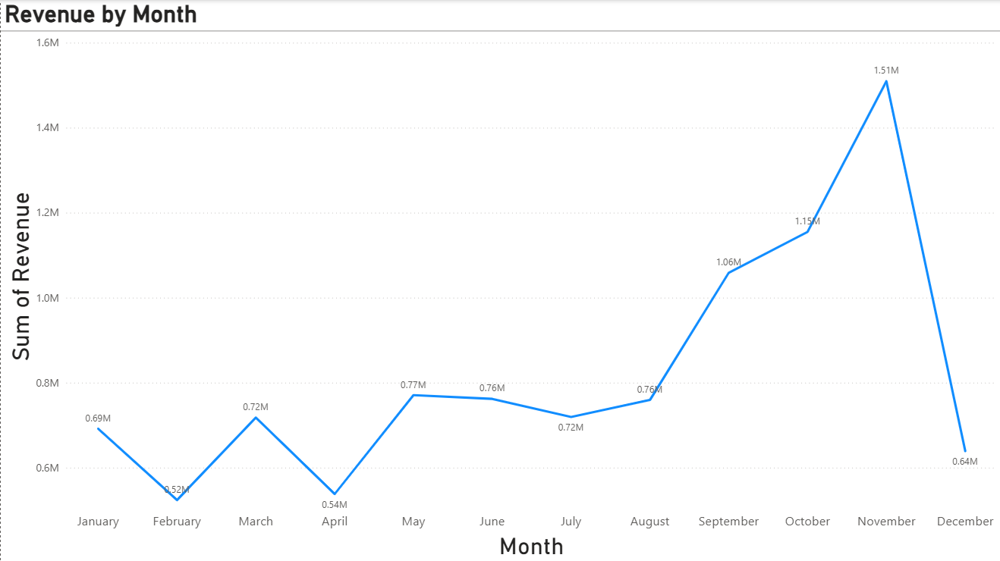 Revenue by Month
1.6M
1.4M
1.2M
1.0M
0.8M
0.6M
Sum of Revenue
0.69M
0.52M
0.72M
0.54M
0.77M
0.76M
0.72M
0.76M
1.06M
1.15M
1.51M
0.64M
January February March April May June July August September October November December
Month